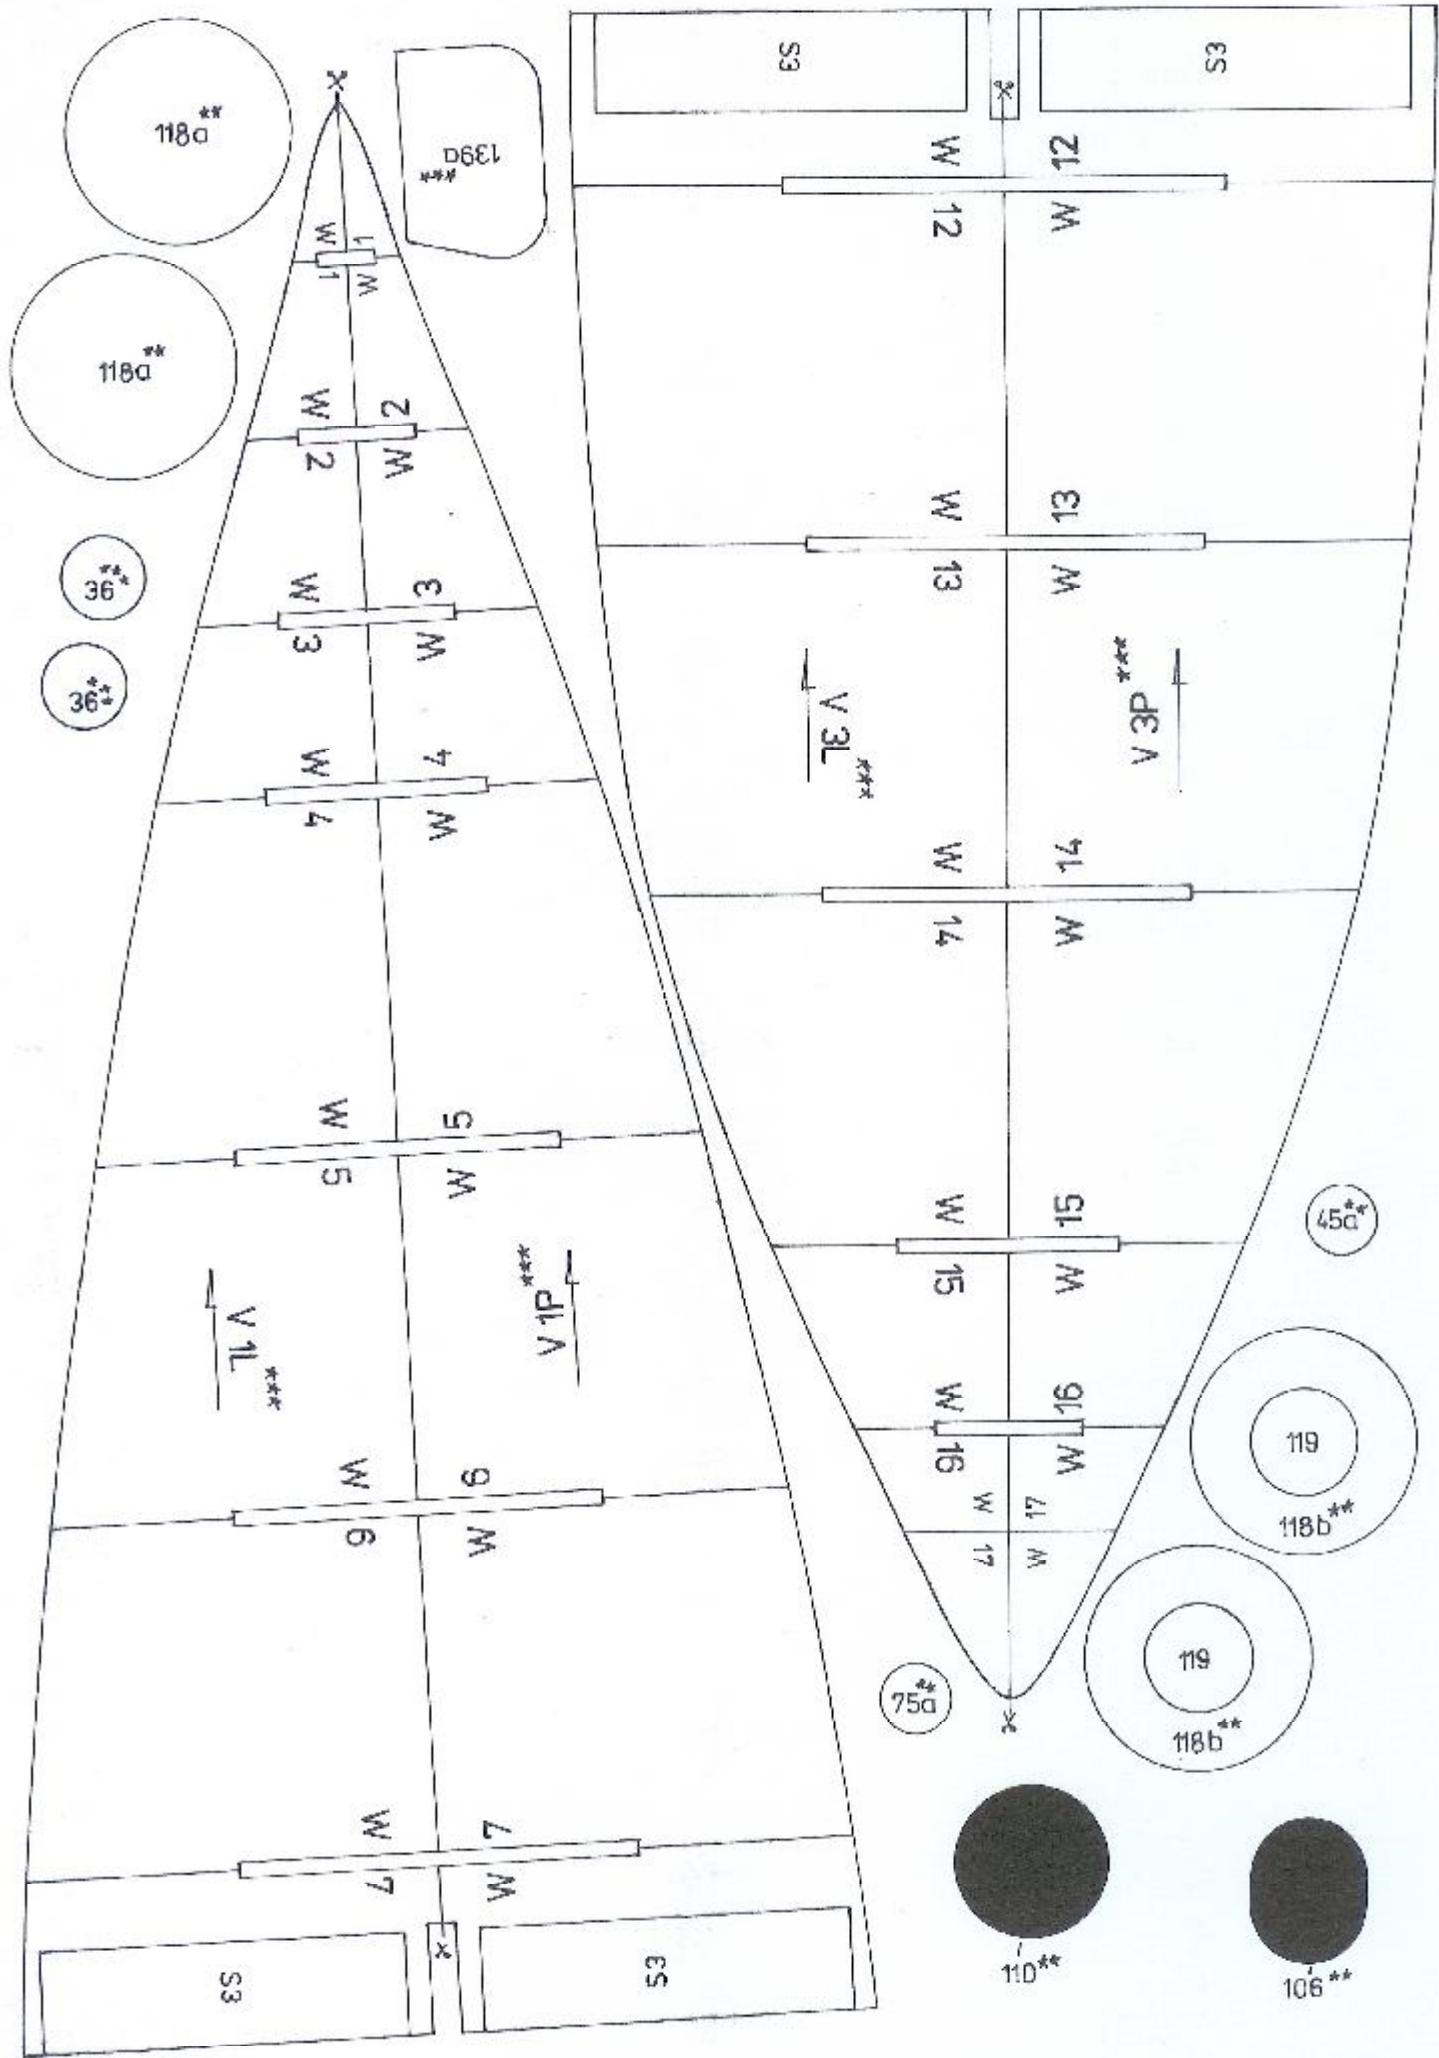 118a**
139a***
S3
S3
W 1
1 W
W 12
12 W
118a**
W 2
2 W
36***
W 3
3 W
36***
W 4
4 W
W 13
13 W
V 3L***
V 3P***
W 14
14 W
W 5
5 W
V 1L***
V 1P***
W 15
15 W
45a**
W 6
6 W
W 16
16 W
119
118b**
W 17
17 W
119
118b**
75a**
W 7
7 W
S3
S3
110**
106**